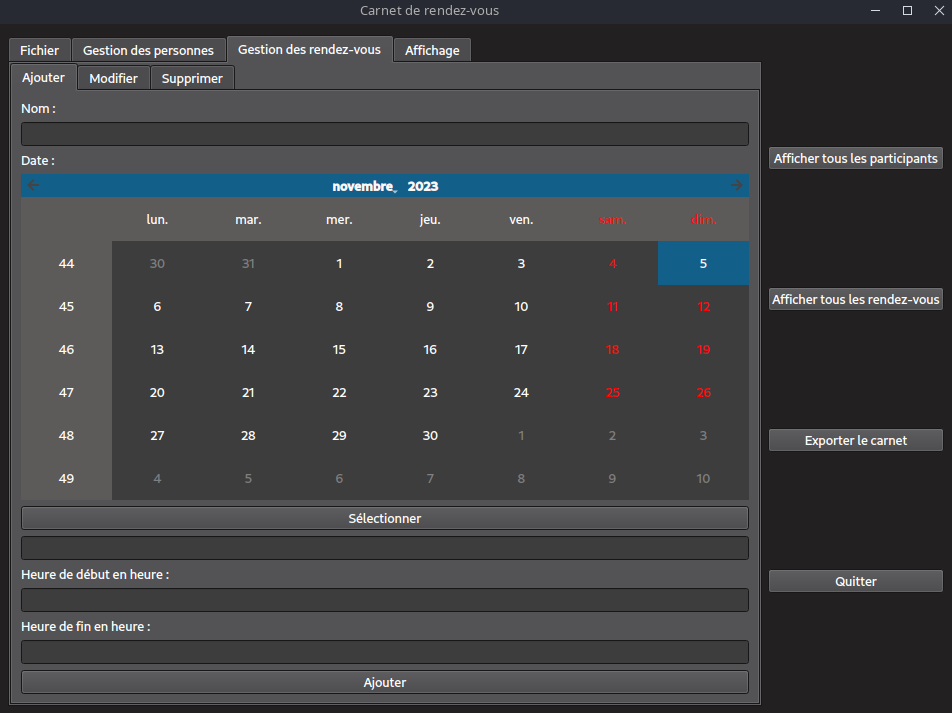 Carnet de rendez-vous
Fichier Gestion des personnes Gestion des rendez-vous Affichage
Ajouter Modifier Supprimer
Nom :
Date :
novembre, 2023
lun. mar. mer. jeu. ven. sam. dim.
44 30 31 1 2 3 4 5
45 6 7 8 9 10 11 12
46 13 14 15 16 17 18 19
47 20 21 22 23 24 25 26
48 27 28 29 30 1 2 3
49 4 5 6 7 8 9 10
Sélectionner
Heure de début en heure :
Heure de fin en heure :
Ajouter
Afficher tous les participants
Afficher tous les rendez-vous
Exporter le carnet
Quitter